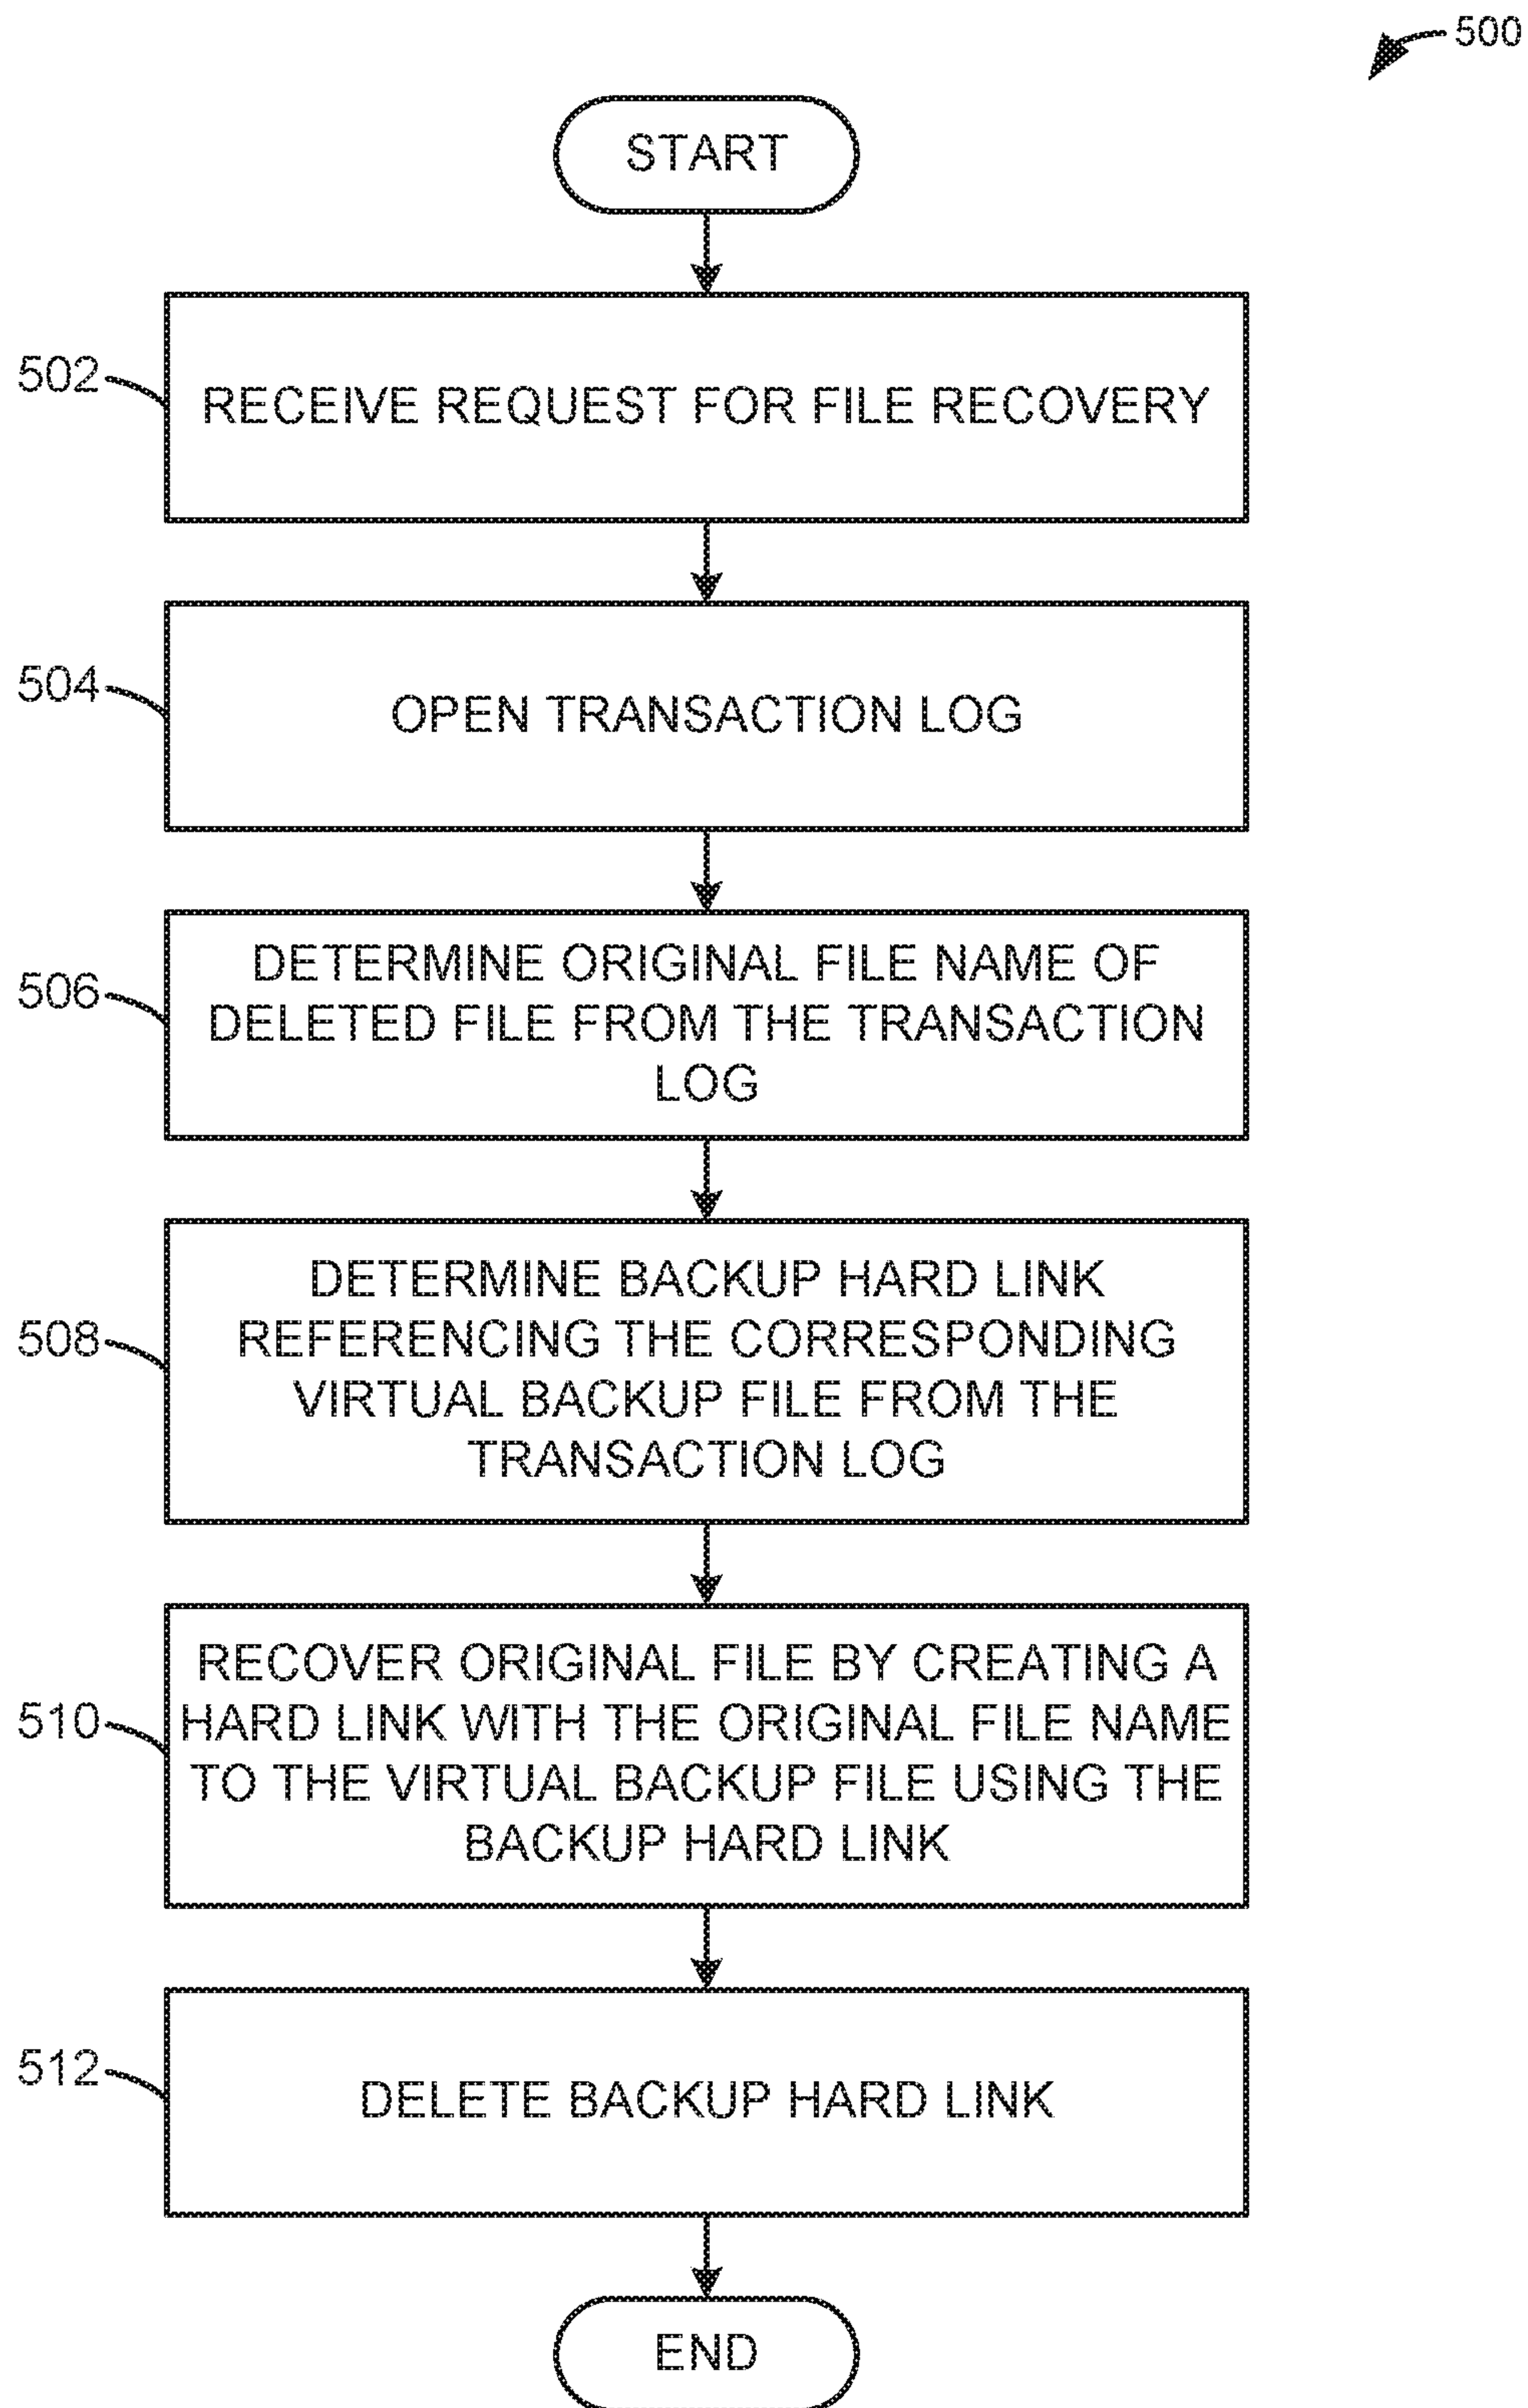 500
START
502
RECEIVE REQUEST FOR FILE RECOVERY
504
OPEN TRANSACTION LOG
506
DETERMINE ORIGINAL FILE NAME OF
DELETED FILE FROM THE TRANSACTION
LOG
508
DETERMINE BACKUP HARD LINK
REFERENCING THE CORRESPONDING
VIRTUAL BACKUP FILE FROM THE
TRANSACTION LOG
510
RECOVER ORIGINAL FILE BY CREATING A
HARD LINK WITH THE ORIGINAL FILE NAME
TO THE VIRTUAL BACKUP FILE USING THE
BACKUP HARD LINK
512
DELETE BACKUP HARD LINK
END